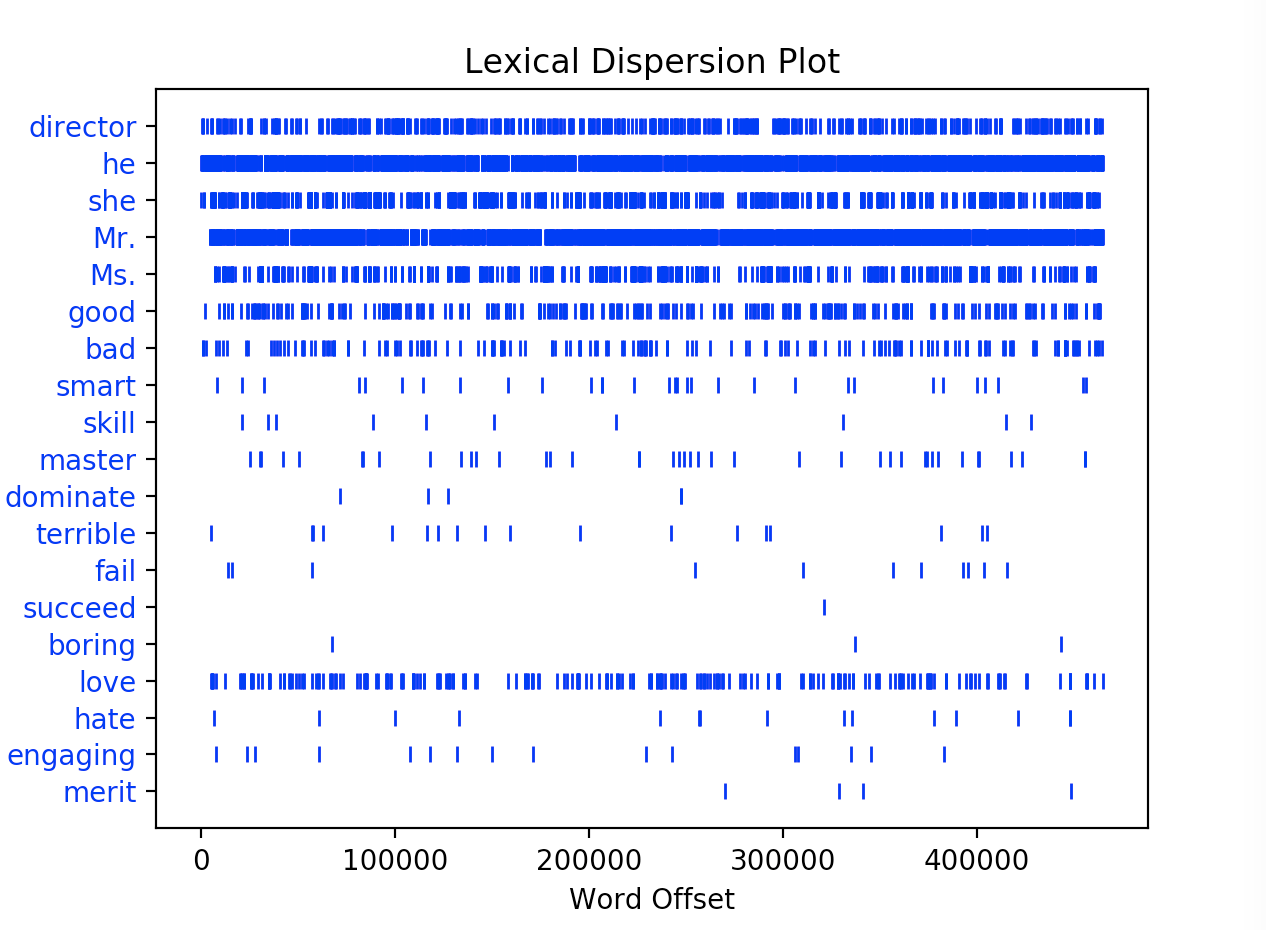 Lexical Dispersion Plot
director
he
she
Mr.
Ms.
good
bad
smart
skill
master
dominate
terrible
fail
succeed
boring
love
hate
engaging
merit
0 100000 200000 300000 400000
Word Offset